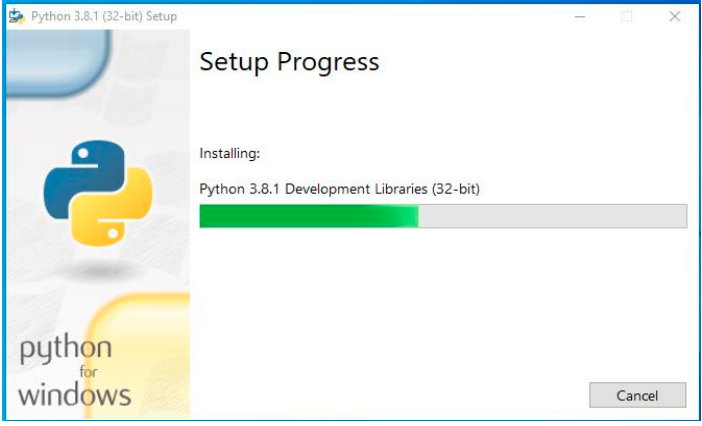 Python 3.8.1 (32-bit) Setup
Setup Progress
Installing:
Python 3.8.1 Development Libraries (32-bit)
python
for
windows
Cancel